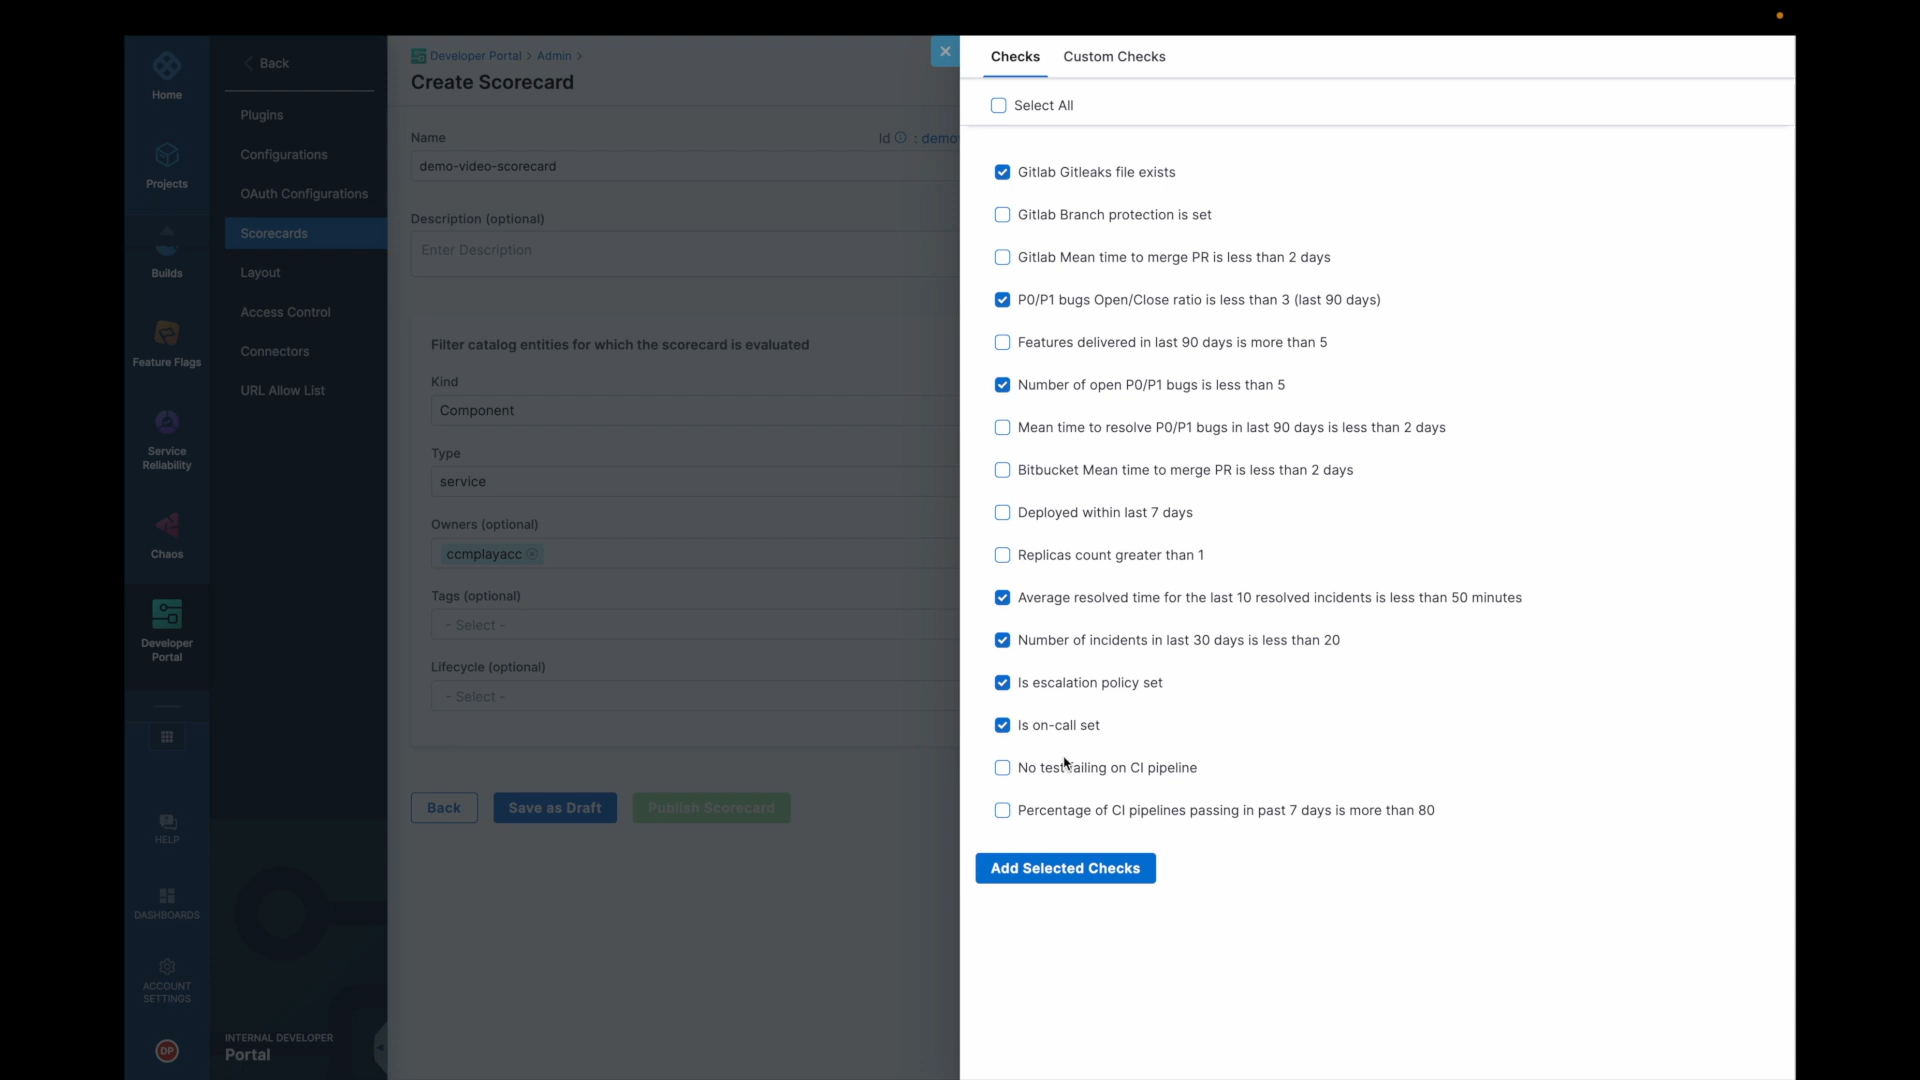 Home
Projects
Builds
Feature Flags
Service
Reliability
Chaos
Developer
Portal
HELP
DASHBOARDS
ACCOUNT
SETTINGS
DP
Back
Plugins
Configurations
OAuth Configurations
Scorecards
Layout
Access Control
Connectors
URL Allow List
INTERNAL DEVELOPER
Portal
Developer Portal > Admin >
Create Scorecard
Name
Id : demo
demo-video-scorecard
Description (optional)
Enter Description
Filter catalog entities for which the scorecard is evaluated
Kind
Component
Type
service
Owners (optional)
ccmplayacc
Tags (optional)
- Select -
Lifecycle (optional)
- Select -
Back
Save as Draft
Publish Scorecard
Checks
Custom Checks
Select All
Gitlab Gitleaks file exists
Gitlab Branch protection is set
Gitlab Mean time to merge PR is less than 2 days
P0/P1 bugs Open/Close ratio is less than 3 (last 90 days)
Features delivered in last 90 days is more than 5
Number of open P0/P1 bugs is less than 5
Mean time to resolve P0/P1 bugs in last 90 days is less than 2 days
Bitbucket Mean time to merge PR is less than 2 days
Deployed within last 7 days
Replicas count greater than 1
Average resolved time for the last 10 resolved incidents is less than 50 minutes
Number of incidents in last 30 days is less than 20
Is escalation policy set
Is on-call set
No test failing on CI pipeline
Percentage of CI pipelines passing in past 7 days is more than 80
Add Selected Checks